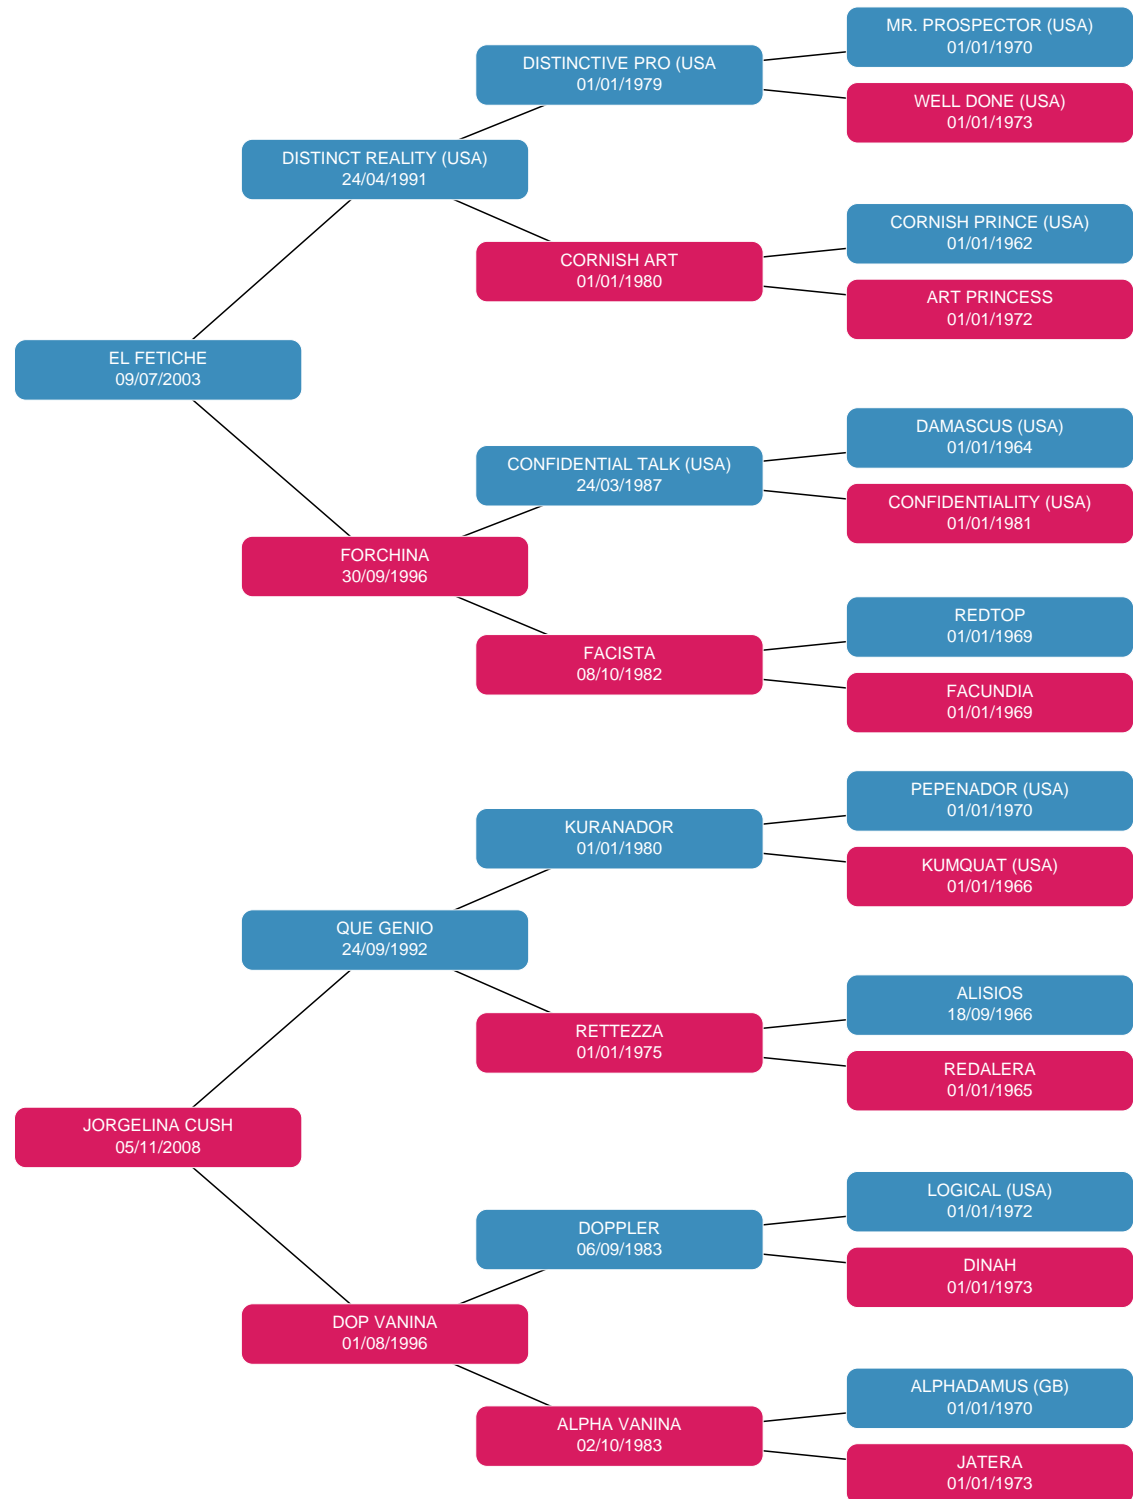 MR. PROSPECTOR (USA)
01/01/1970
DISTINCTIVE PRO (USA
01/01/1979
WELL DONE (USA)
01/01/1973
DISTINCT REALITY (USA)
24/04/1991
CORNISH PRINCE (USA)
01/01/1962
CORNISH ART
01/01/1980
ART PRINCESS
01/01/1972
EL FETICHE
09/07/2003
DAMASCUS (USA)
01/01/1964
CONFIDENTIAL TALK (USA)
24/03/1987
CONFIDENTIALITY (USA)
01/01/1981
FORCHINA
30/09/1996
REDTOP
01/01/1969
FACISTA
08/10/1982
FACUNDIA
01/01/1969
PEPENADOR (USA)
01/01/1970
KURANADOR
01/01/1980
KUMQUAT (USA)
01/01/1966
QUE GENIO
24/09/1992
ALISIOS
18/09/1966
RETTEZZA
01/01/1975
REDALERA
01/01/1965
JORGELINA CUSH
05/11/2008
LOGICAL (USA)
01/01/1972
DOPPLER
06/09/1983
DINAH
01/01/1973
DOP VANINA
01/08/1996
ALPHADAMUS (GB)
01/01/1970
ALPHA VANINA
02/10/1983
JATERA
01/01/1973